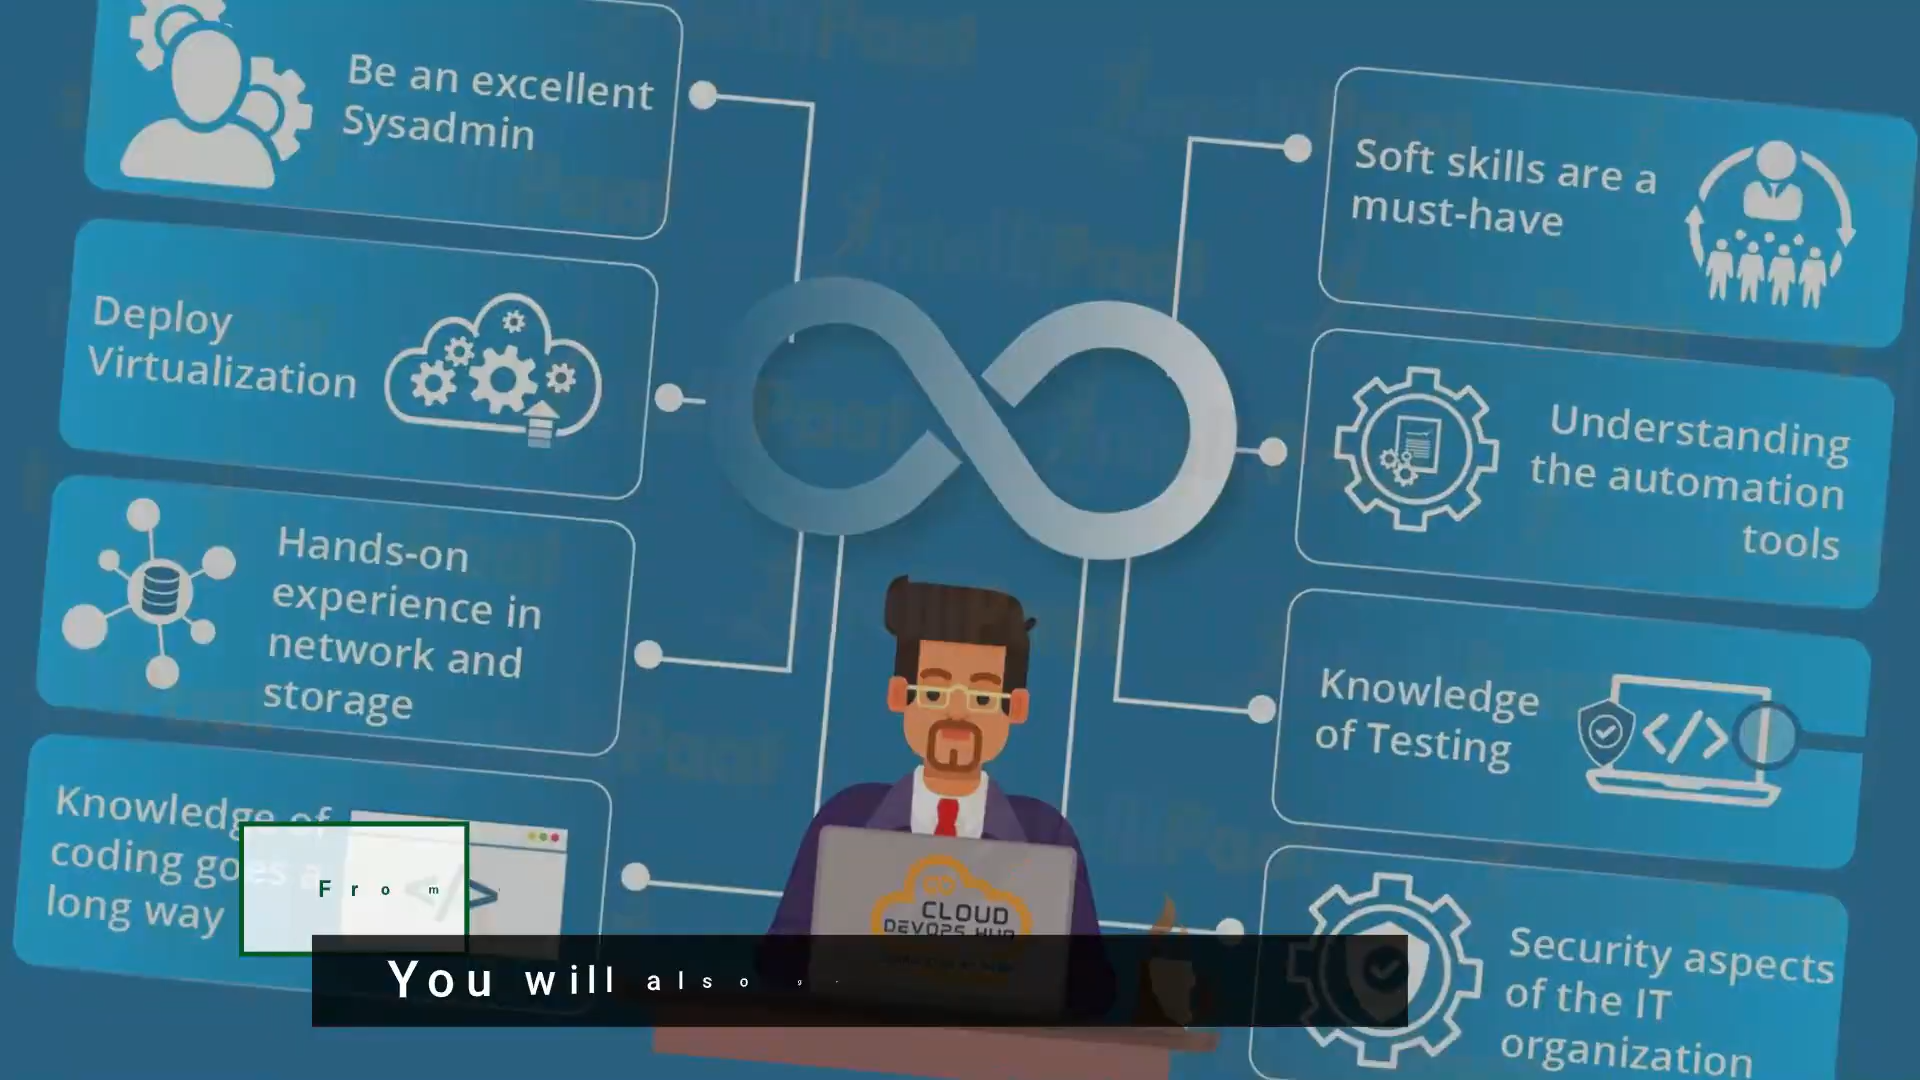 Be an excellent
Sysadmin
Deploy
Virtualization
Hands-on
experience in
network and
storage
Knowledge of
coding goes a
long way
Soft skills are a
must-have
Understanding
the automation
tools
Knowledge
of Testing
Security aspects
of the IT
organization
</>
</>
CLOUD
DEVOPS HUB
From
You will also